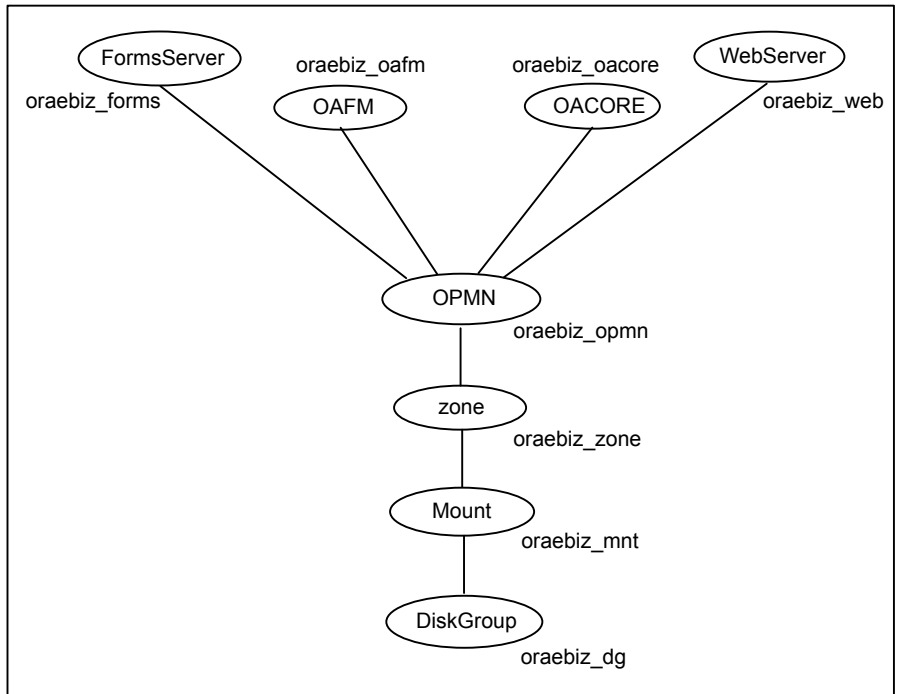 FormsServer
oraebiz_forms
oraebiz_oafm
OAFM
oraebiz_oacore
OACORE
WebServer
oraebiz_web
OPMN
oraebiz_opmn
zone
oraebiz_zone
Mount
oraebiz_mnt
DiskGroup
oraebiz_dg